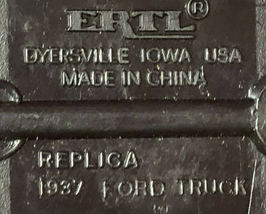 ERTL®
DYERSVILLE IOWA USA
MADE IN CHINA
REPLICA
1937 FORD TRUCK